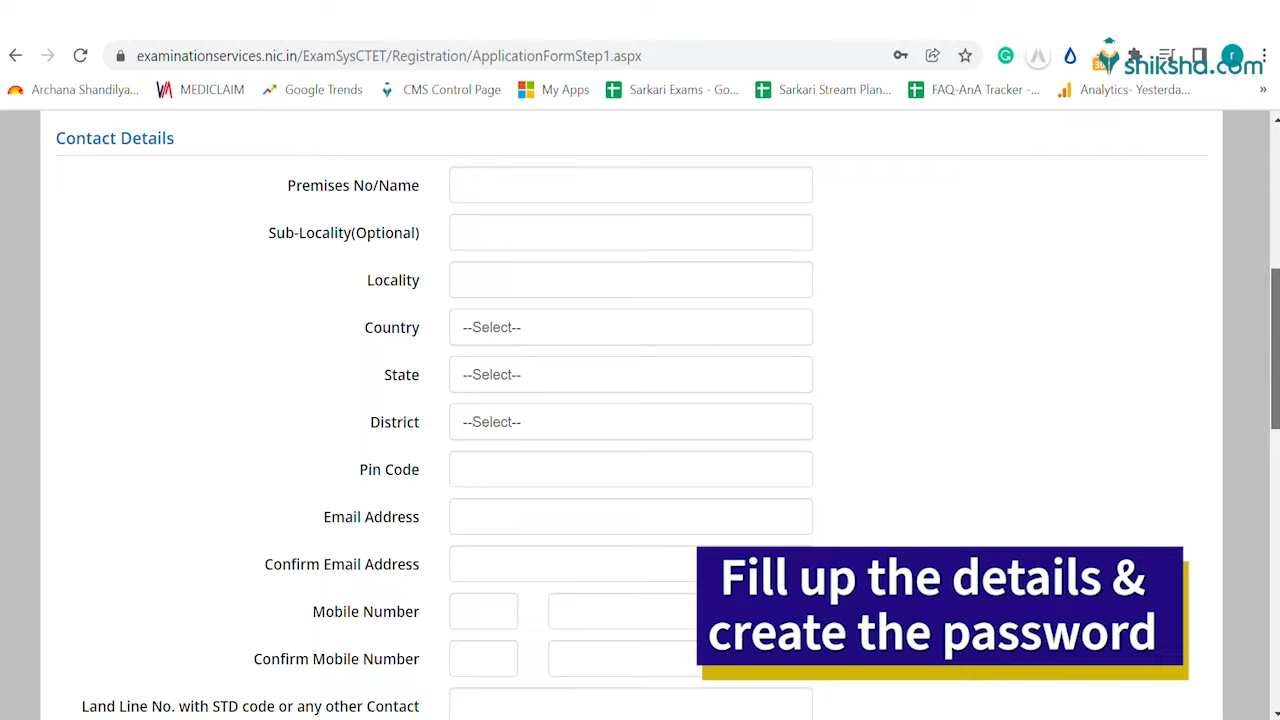 examinationservices.nic.in/ExamSysCTET/Registration/ApplicationFormStep1.aspx
shiksha.com
Archana Shandilya... MEDICLAIM Google Trends CMS Control Page My Apps Sarkari Exams - Go... Sarkari Stream Plan... FAQ-AnA Tracker -... Analytics- Yesterda... »
Contact Details
Premises No/Name
Sub-Locality(Optional)
Locality
Country --Select--
State --Select--
District --Select--
Pin Code
Email Address
Confirm Email Address
Mobile Number
Confirm Mobile Number
Land Line No. with STD code or any other Contact
Fill up the details &
create the password